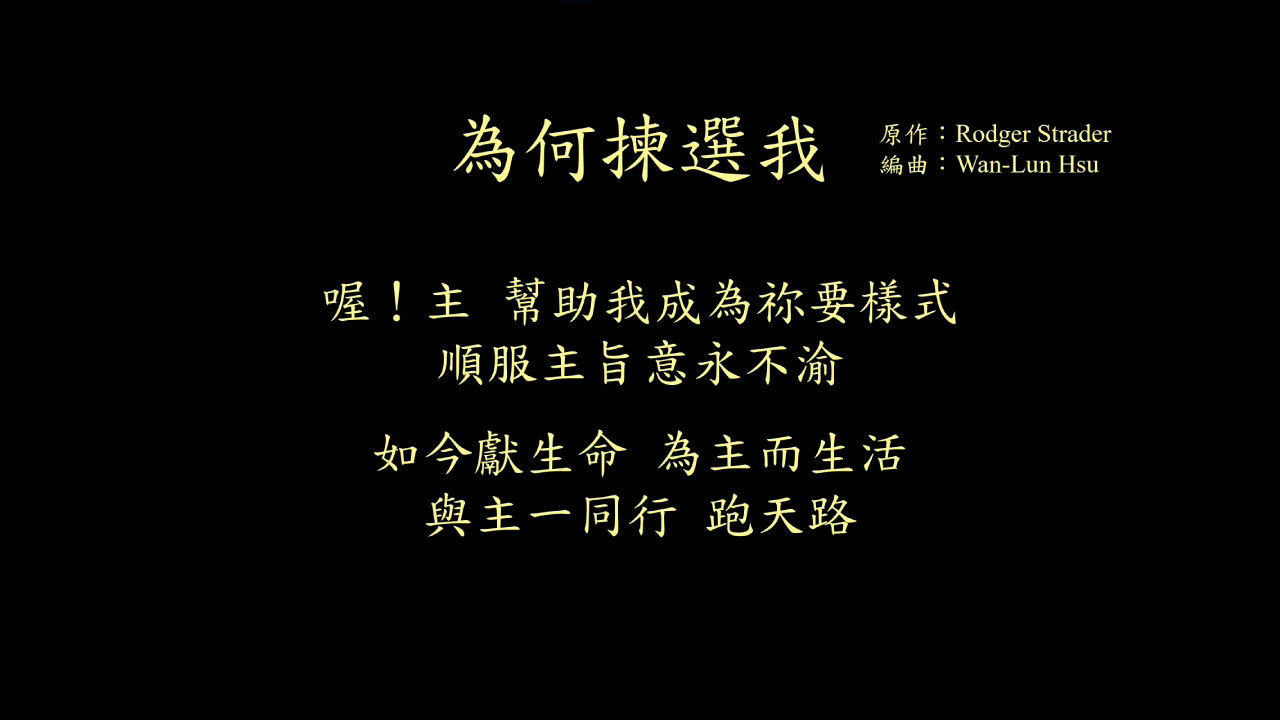 為何揀選我
原作：Rodger Strader
編曲：Wan-Lun Hsu
喔！主 幫助我成為祢要樣式
順服主旨意永不渝
如今獻生命 為主而生活
與主一同行 跑天路